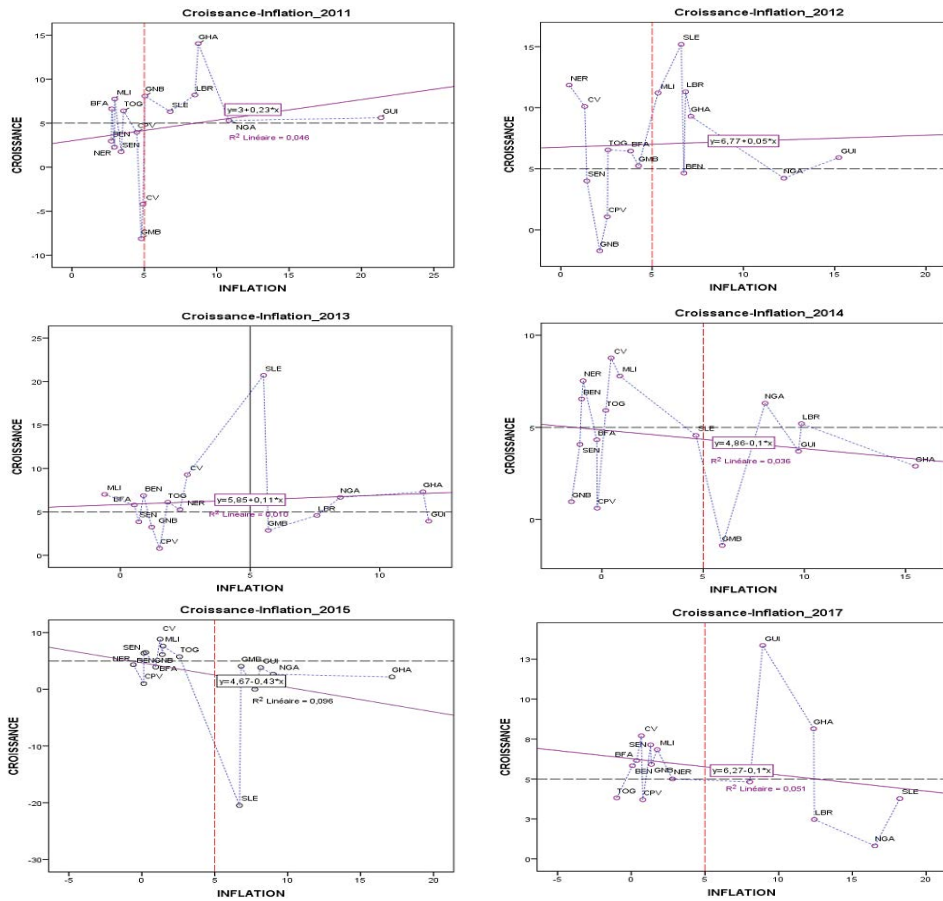 Croissance-Inflation_2011
CROISSANCE
15
10
5
0
-5
-10
GHA
MLI
GNB
BFA
TOG
SLE
LBR
y=3+0,23*x
BEN
CPV
NGA
GUI
R² Linéaire = 0,046
NER
SEN
CV
GMB
0 5 10 15 20 25
INFLATION
Croissance-Inflation_2012
CROISSANCE
15
10
5
0
SLE
NER
CV
MLI
LBR
GHA
y=6,77+0,05*x
TOG
BFA
GMB
GUI
SEN
BEN
NGA
CPV
GNB
0 5 10 15 20
INFLATION
Croissance-Inflation_2013
CROISSANCE
25
20
15
10
5
0
SLE
CV
MLI
BEN
NGA
GHA
BFA
TOG
NER
y=5,85+0,11*x
SEN
GNB
R² Linéaire = 0,010
LBR
GUI
GMB
CPV
0 5 10
INFLATION
Croissance-Inflation_2014
CROISSANCE
10
5
0
CV
NER
MLI
BEN
TOG
NGA
LBR
SLE
BFA
y=4,86-0,1*x
SEN
GUI
R² Linéaire = 0,036
GHA
GNB
CPV
GMB
0 5 10 15
INFLATION
Croissance-Inflation_2015
CROISSANCE
10
0
-10
-20
-30
CV
SEN
MLI
TOG
NER
BEN
GNB
BFA
GMB
GUI
NGA
GHA
CPV
y=4,67-0,43*x
R² Linéaire = 0,096
SLE
-5 0 5 10 15 20
INFLATION
Croissance-Inflation_2017
CROISSANCE
13
10
8
5
3
0
GUI
CV
GHA
SEN
MLI
BFA
BEN
GNB
NER
y=6,27-0,1*x
R² Linéaire = 0,051
TOG
CPV
SLE
LBR
NGA
-5 0 5 10 15 20
INFLATION